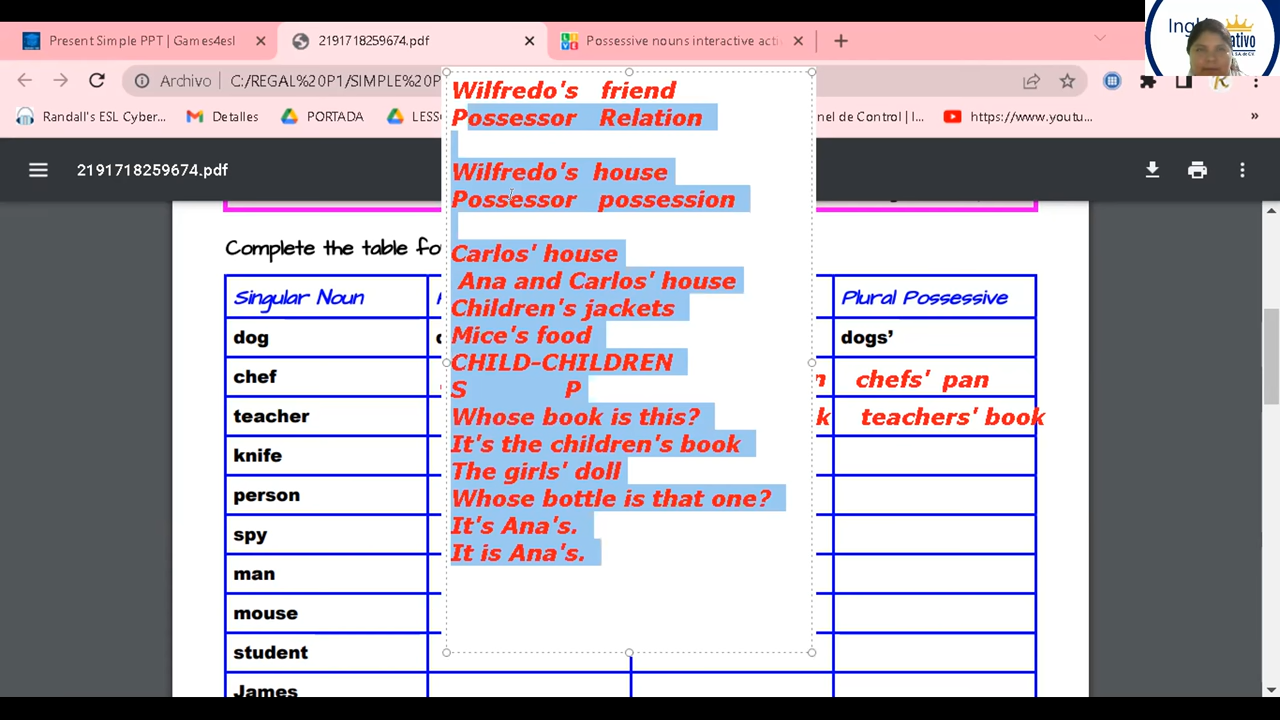 Present Simple PPT | Games4esl
2191718259674.pdf
Possessive nouns interactive acti
Archivo
C:/REGAL%20P1/SIMPLE%20P
Randall's ESL Cyber...
Detalles
PORTADA
LESS
nel de Control | I...
https://www.youtu...
2191718259674.pdf
Wilfredo's friend
Possessor Relation
Wilfredo's house
Possessor possession
Carlos' house
Ana and Carlos' house
Children's jackets
Mice's food
CHILD-CHILDREN
S P
Whose book is this?
It's the children's book
The girls' doll
Whose bottle is that one?
It's Ana's.
It is Ana's.
Complete the table fo
Singular Noun Plural Possessive
dog dogs'
chef n chefs' pan
teacher k teachers' book
knife
person
spy
man
mouse
student
James